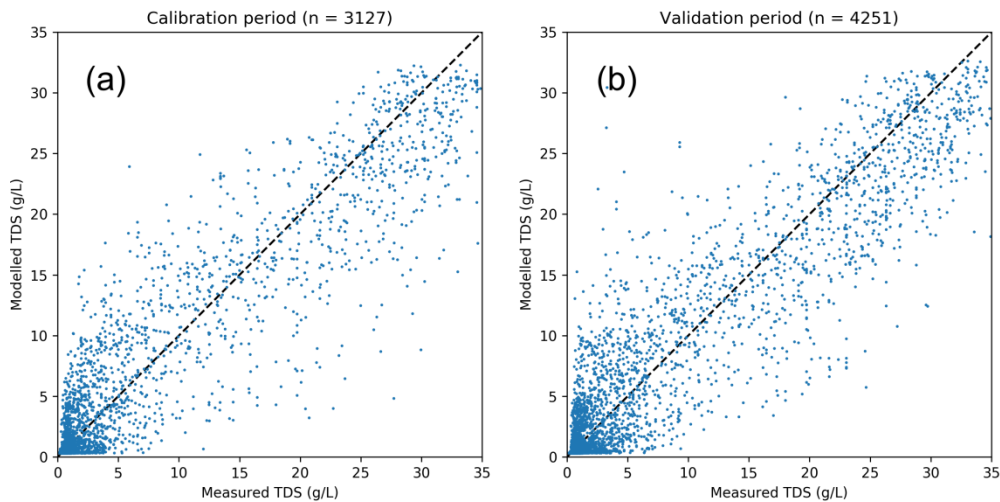 Calibration period (n = 3127)
(a)
35
30
25
20
15
10
5
0
Modelled TDS (g/L)
0 5 10 15 20 25 30 35
Measured TDS (g/L)
Validation period (n = 4251)
(b)
35
30
25
20
15
10
5
0
Modelled TDS (g/L)
0 5 10 15 20 25 30 35
Measured TDS (g/L)